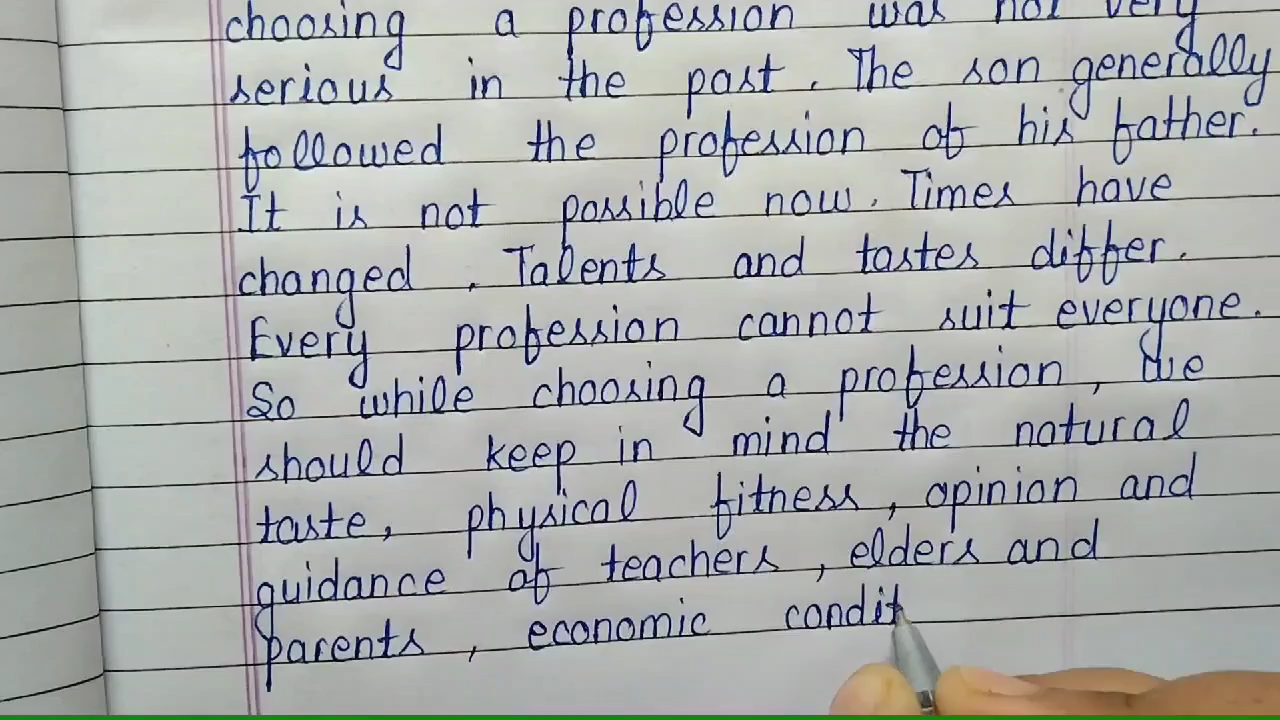 choosing a profession was not very
serious in the past. The son generally
followed the profession of his father.
It is not possible now. Times have
changed. Talents and tastes differ.
Every profession cannot suit everyone.
So while choosing a profession, we
should keep in mind the natural
taste, physical fitness, opinion and
guidance of teachers, elders and
parents, economic condit